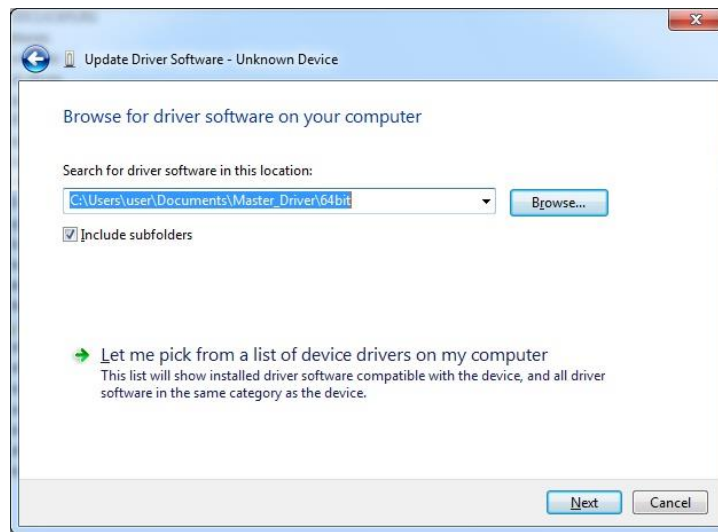 Update Driver Software - Unknown Device
Browse for driver software on your computer
Search for driver software in this location:
C:\Users\user\Documents\Master_Driver\64bit
Browse...
Include subfolders
Let me pick from a list of device drivers on my computer
This list will show installed driver software compatible with the device, and all driver
software in the same category as the device.
Next
Cancel